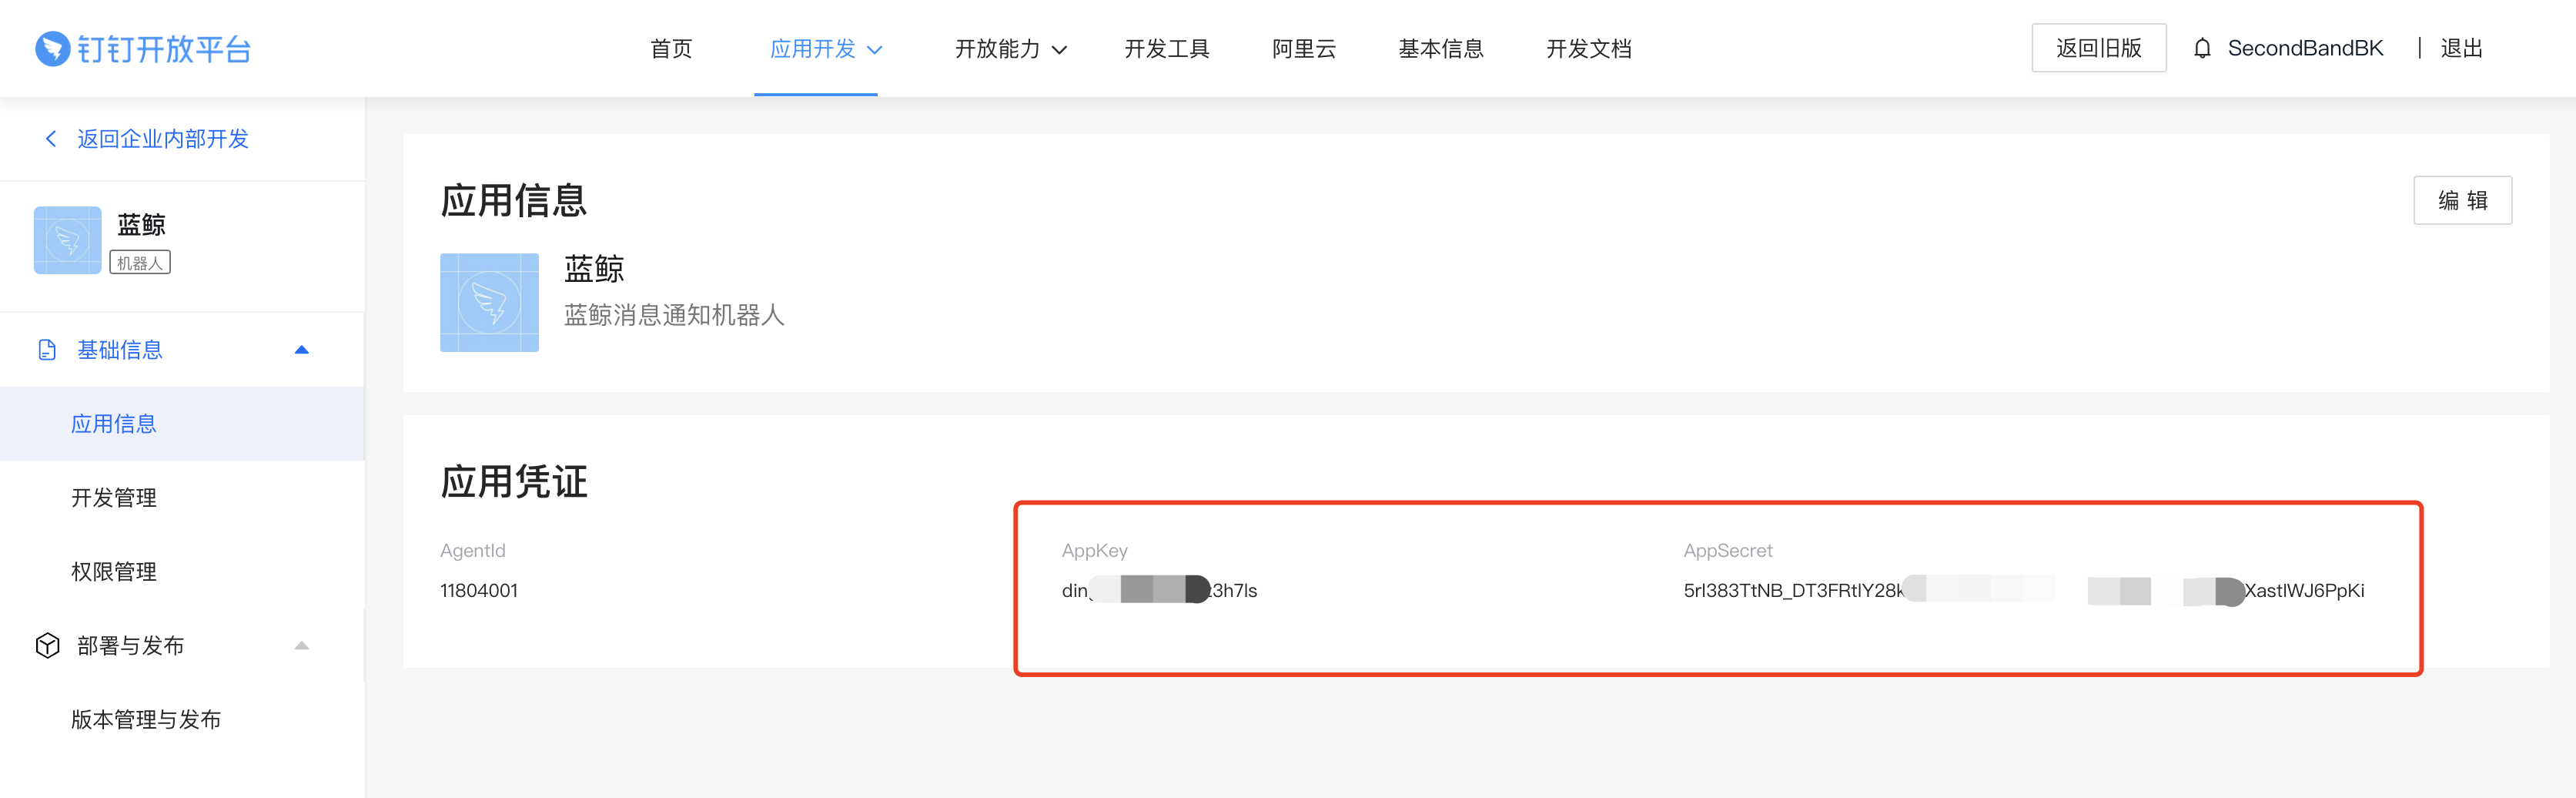 钉钉开放平台
首页 应用开发 开放能力 开发工具 阿里云 基本信息 开发文档
返回旧版 SecondBandBK | 退出
返回企业内部开发
蓝鲸
机器人
基础信息
应用信息
开发管理
权限管理
部署与发布
版本管理与发布
应用信息
编 辑
蓝鲸
蓝鲸消息通知机器人
应用凭证
AgentId
11804001
AppKey
din 3h7ls
AppSecret
5rl383TtNB_DT3FRtlY28 XastIWJ6PpKi